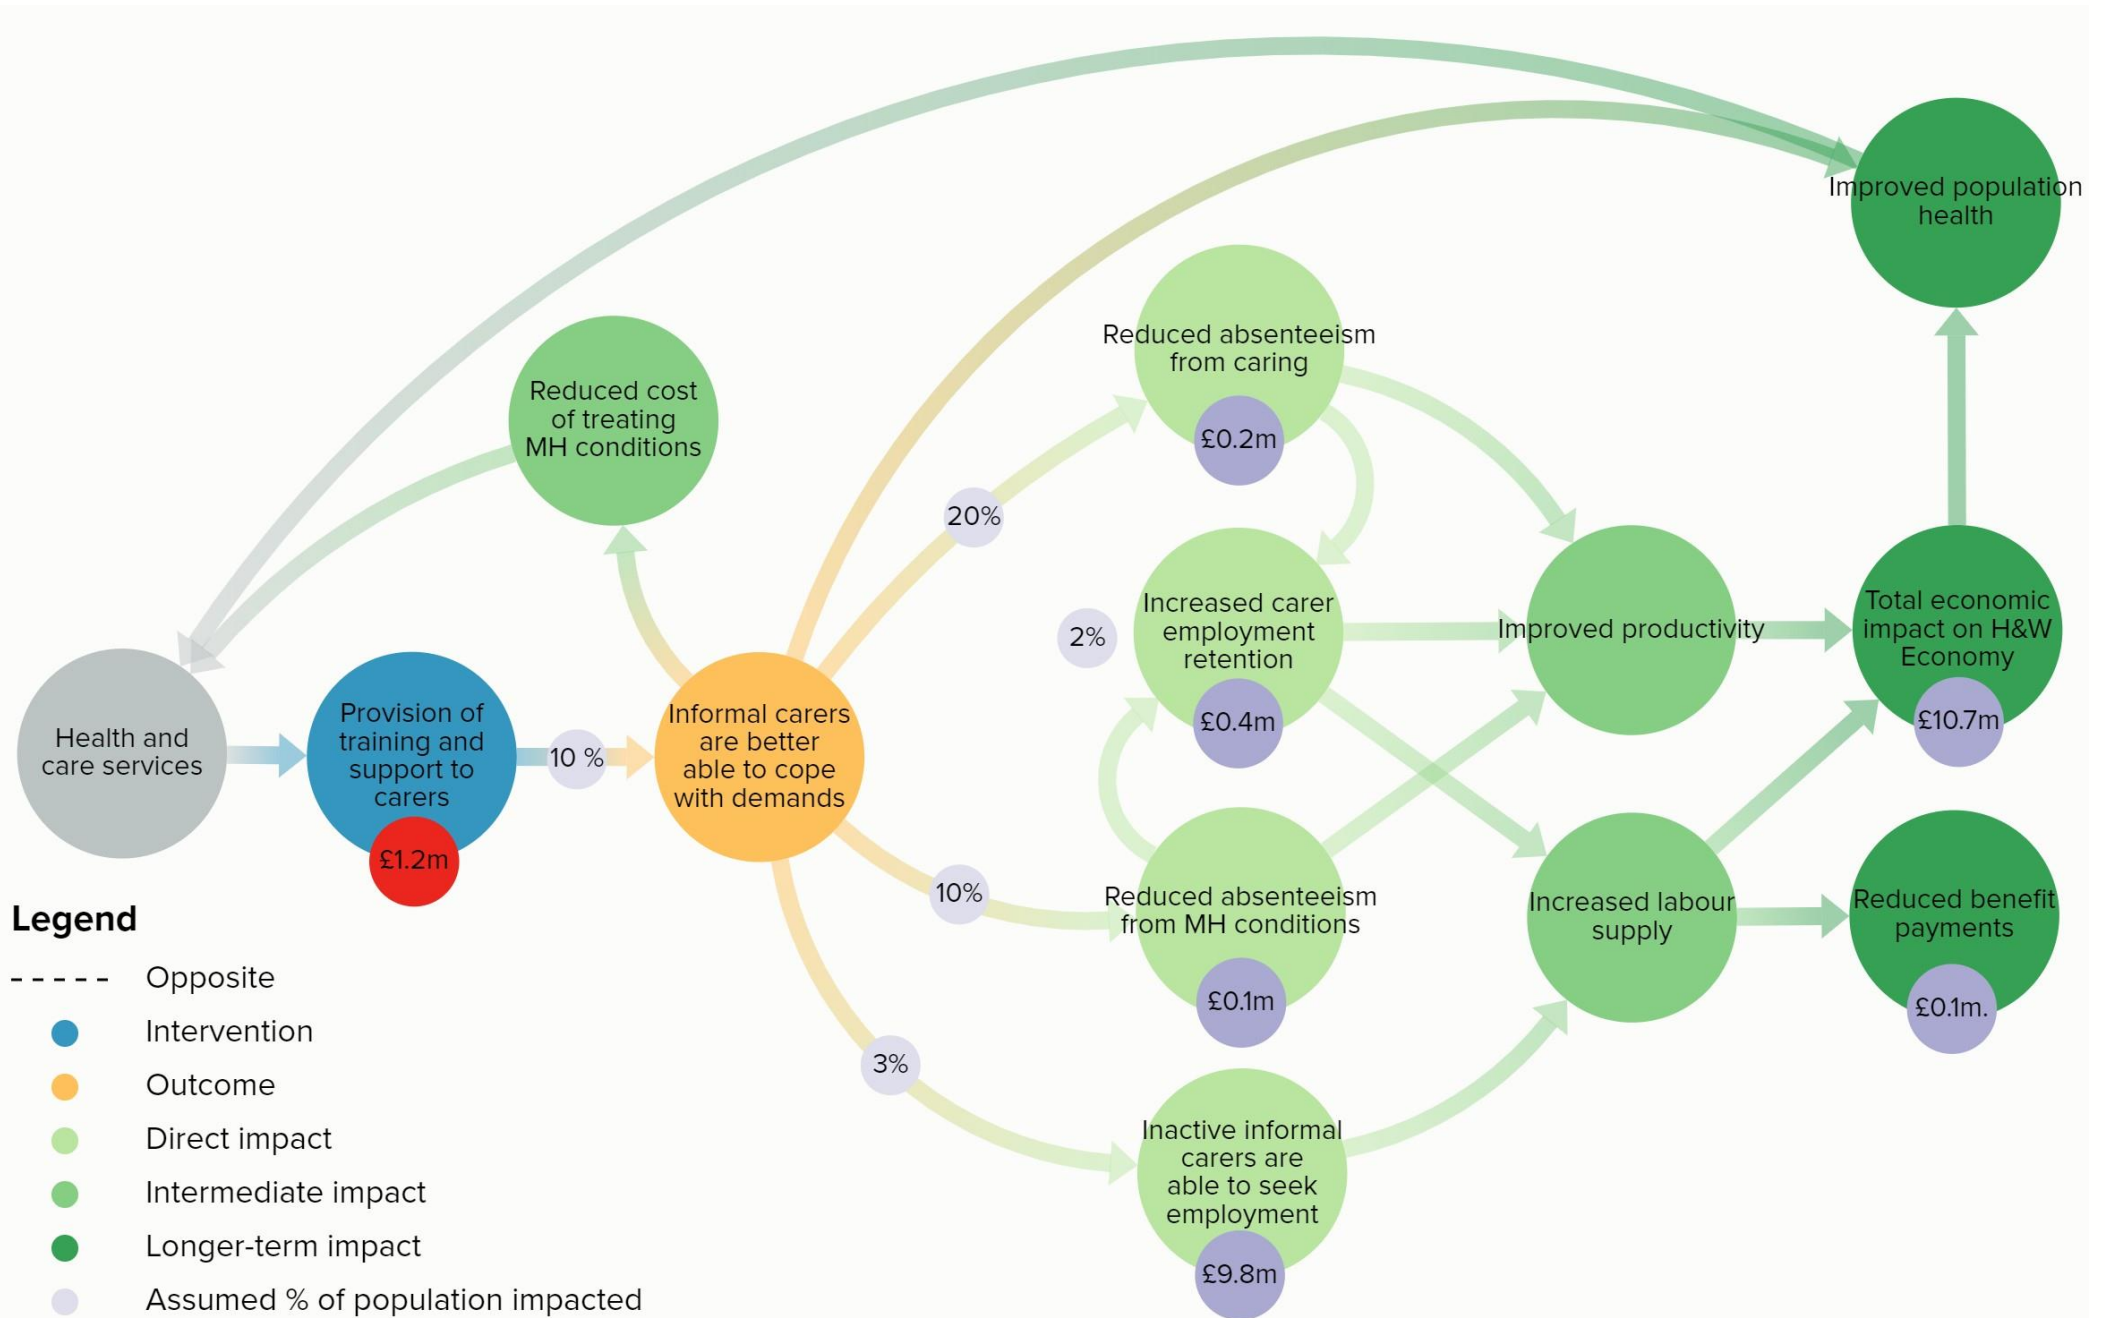 Improved population
health
Reduced absenteeism
from caring
£0.2m
Reduced cost
of treating
MH conditions
20%
Increased carer
employment
retention
£0.4m
2%
Improved productivity
Total economic
impact on H&W
Economy
£10.7m
Health and
care services
Provision of
training and
support to
carers
£1.2m
10 %
Informal carers
are better
able to cope
with demands
10%
Reduced absenteeism
from MH conditions
£0.1m
Increased labour
supply
Reduced benefit
payments
£0.1m.
3%
Inactive informal
carers are
able to seek
employment
£9.8m
Legend
Opposite
Intervention
Outcome
Direct impact
Intermediate impact
Longer-term impact
Assumed % of population impacted